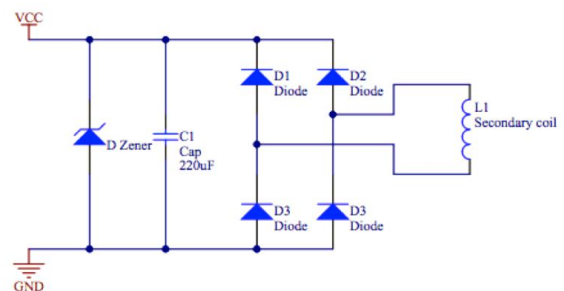 VCC
D1
Diode
D2
Diode
L1
Secondary coil
D Zener
C1
Cap
220uF
D3
Diode
D3
Diode
GND